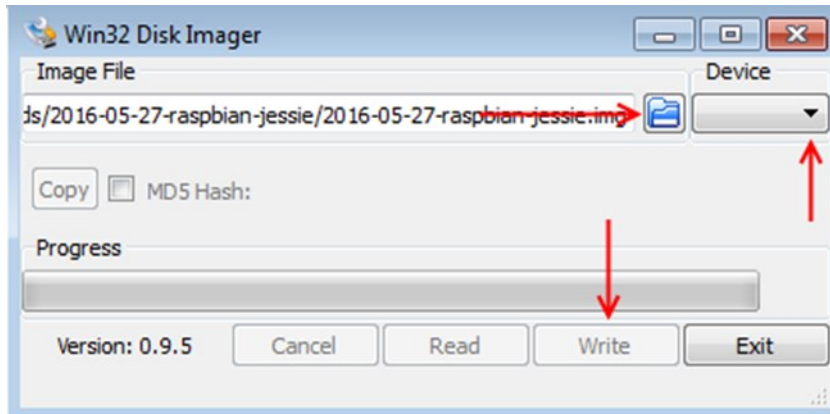 Win32 Disk Imager
Image File
Device
ds/2016-05-27-raspbian-jessie/2016-05-27-raspbian-jessie.img
Copy
MD5 Hash:
Progress
Version: 0.9.5
Cancel
Read
Write
Exit